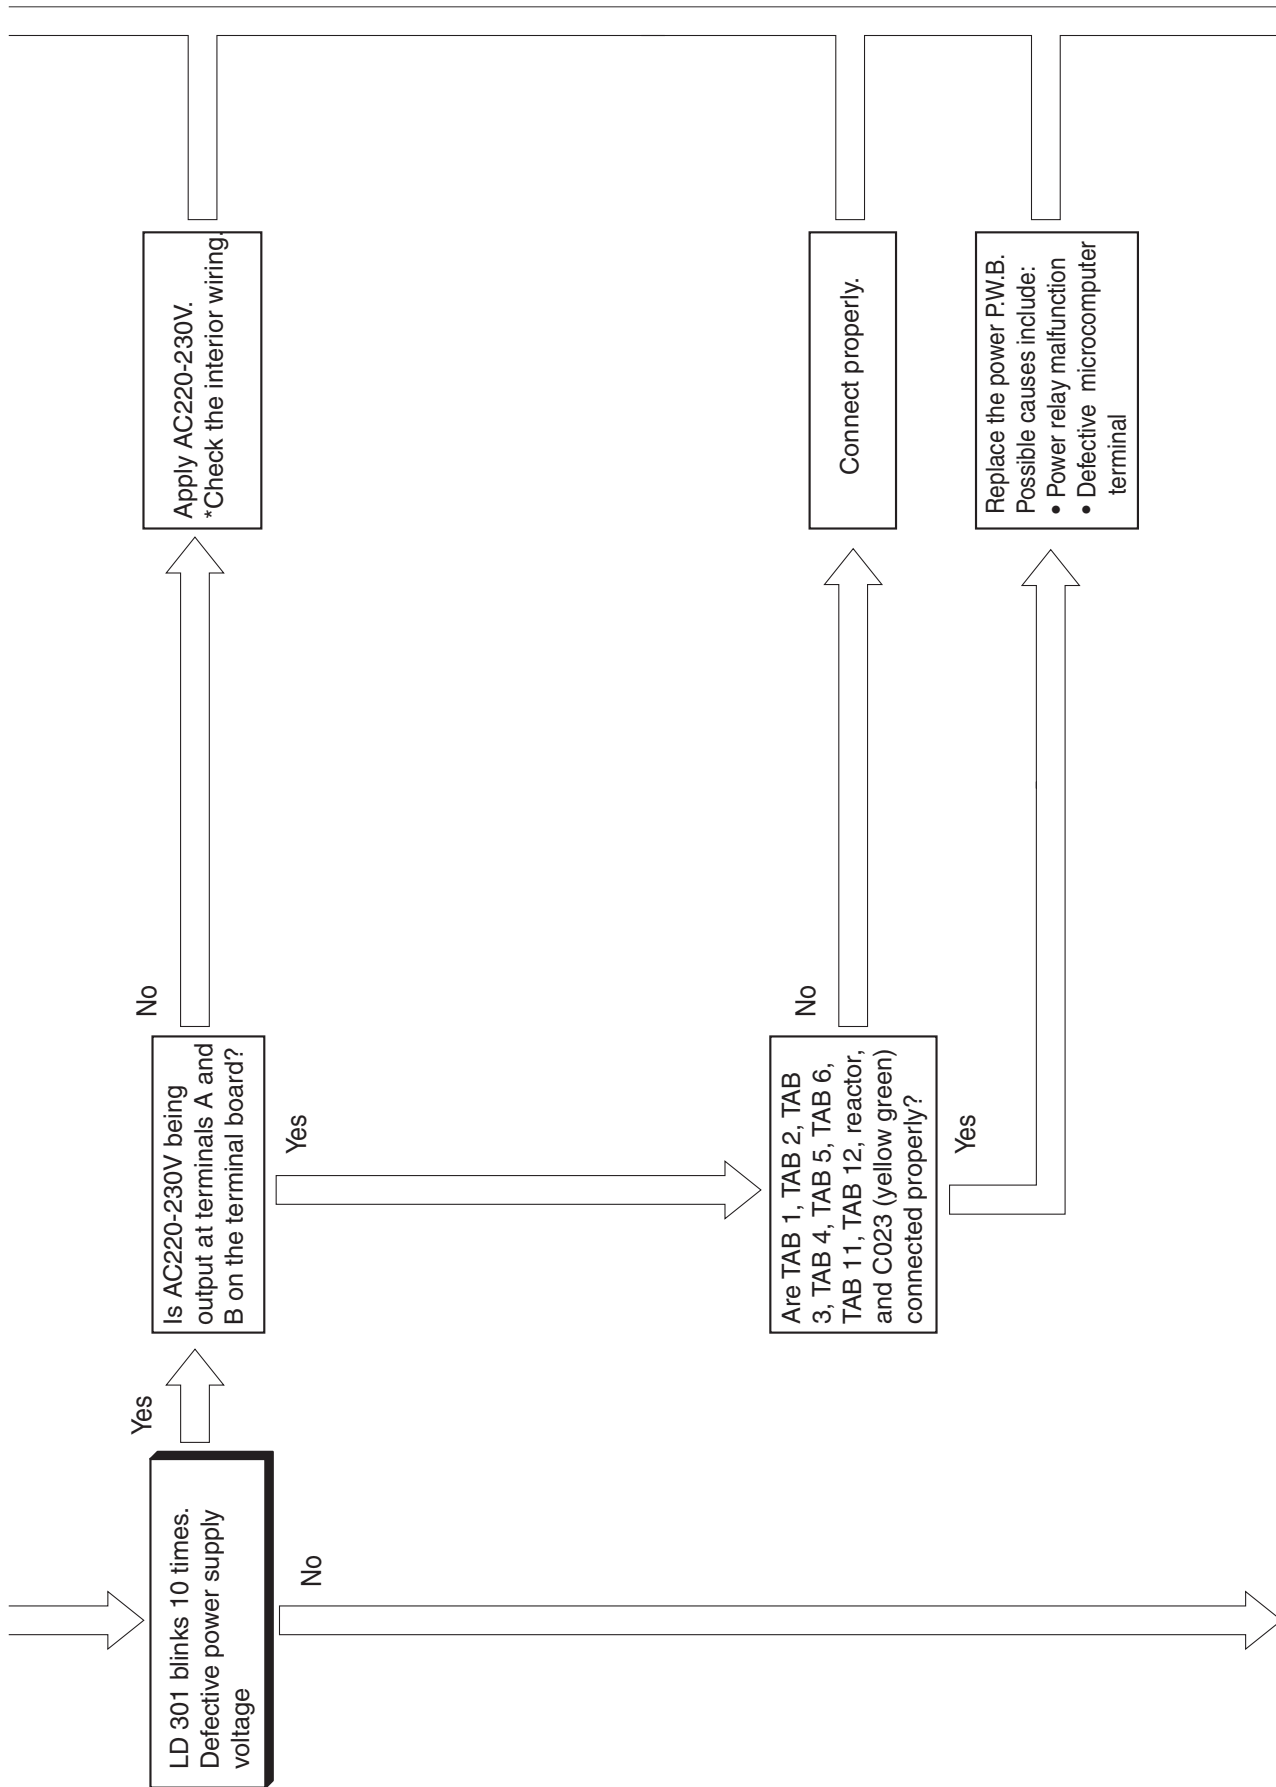 LD 301 blinks 10 times.
Defective power supply
voltage
Yes
No
Is AC220-230V being
output at terminals A and
B on the terminal board?
No
Yes
Apply AC220-230V.
*Check the interior wiring.
Are TAB 1, TAB 2, TAB
3, TAB 4, TAB 5, TAB 6,
TAB 11, TAB 12, reactor,
and C023 (yellow green)
connected properly?
No
Yes
Connect properly.
Replace the power P.W.B.
Possible causes include:
• Power relay malfunction
• Defective microcomputer
terminal